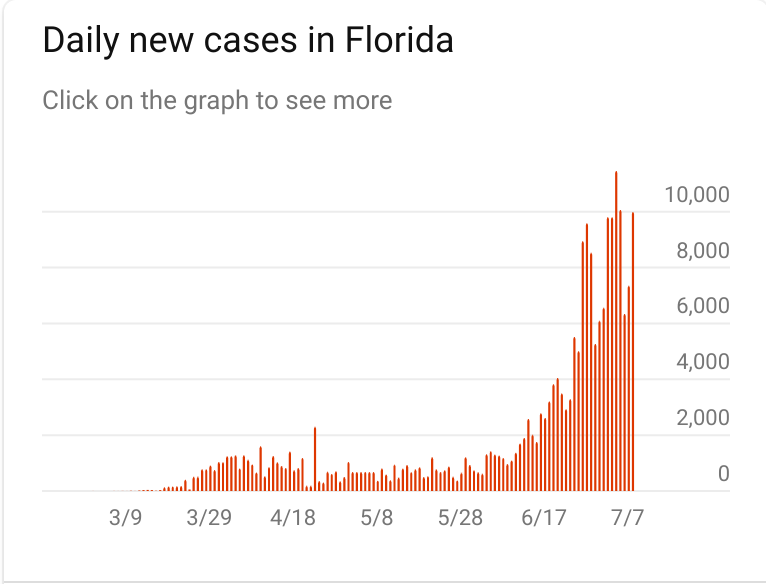 Daily new cases in Florida
Click on the graph to see more
10,000
8,000
6,000
4,000
2,000
0
3/9 3/29 4/18 5/8 5/28 6/17 7/7